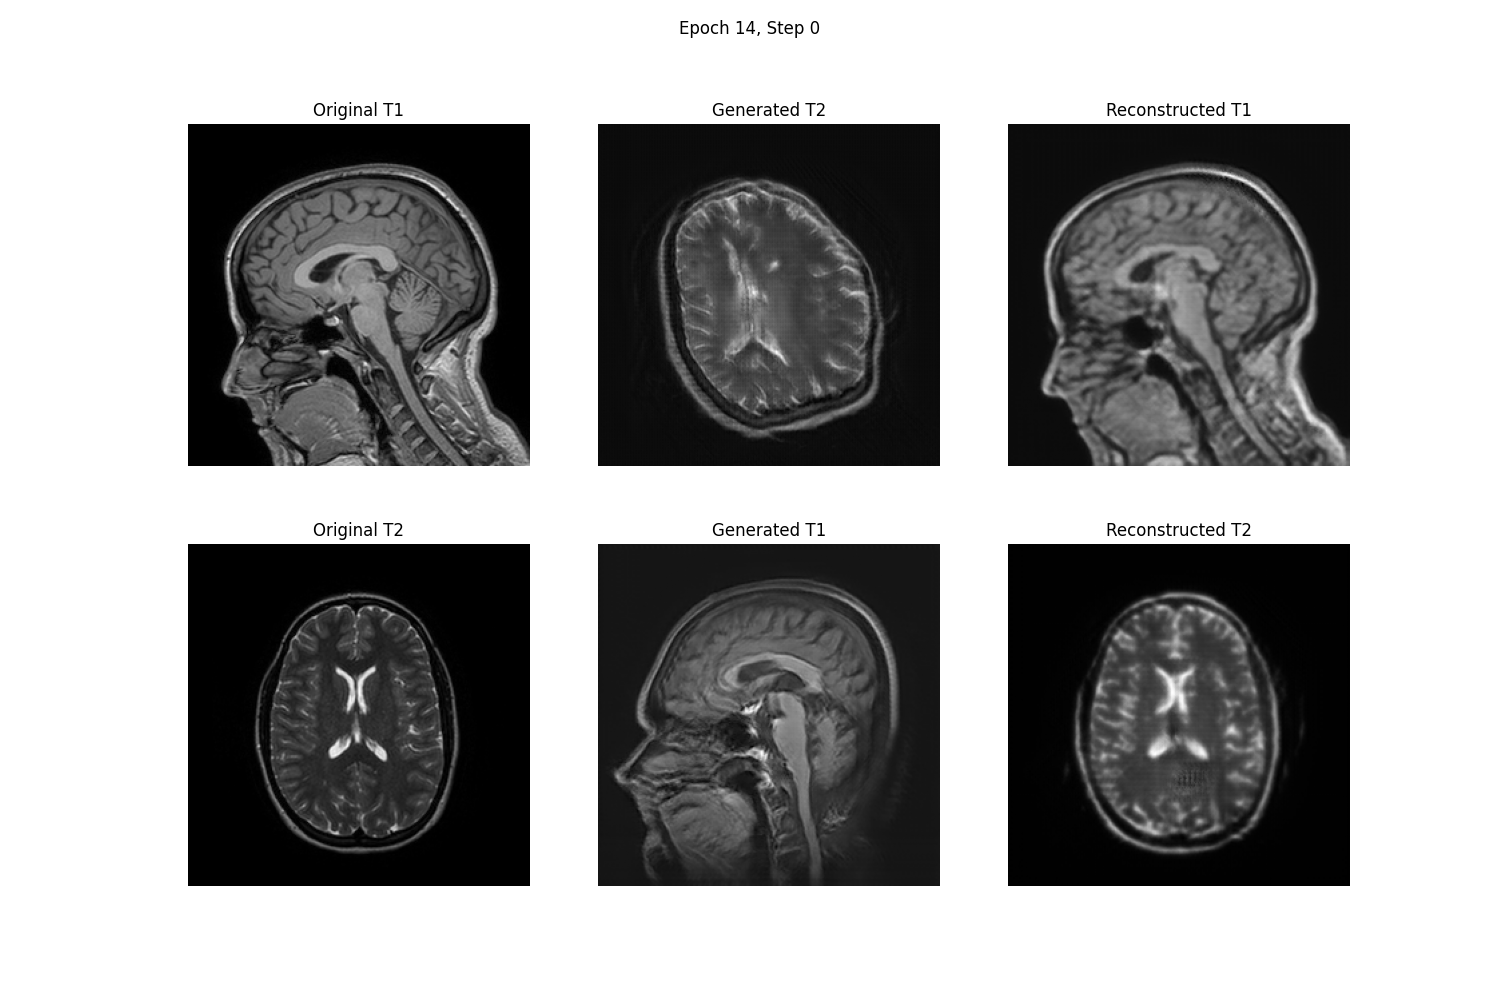 Epoch 14, Step 0
Original T1
Generated T2
Reconstructed T1
Original T2
Generated T1
Reconstructed T2